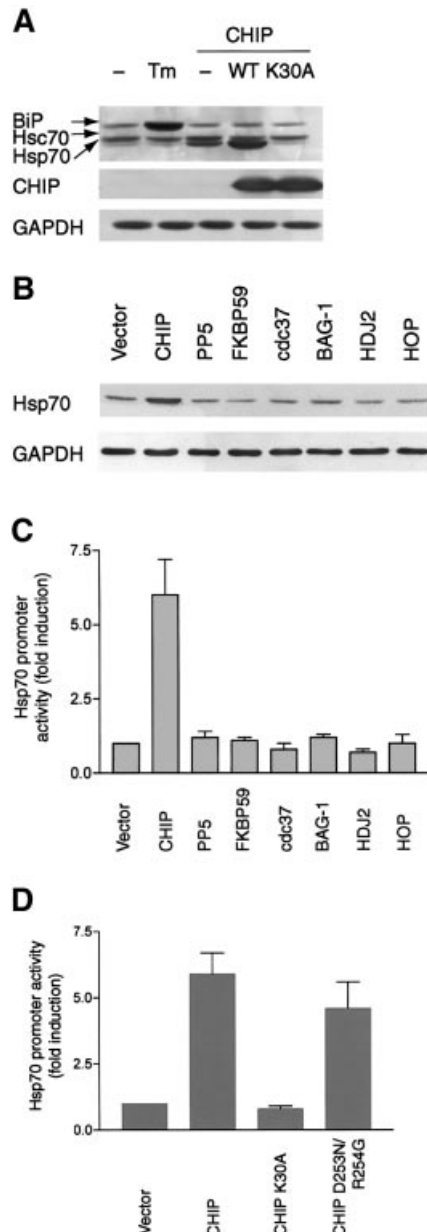 A
CHIP
– Tm – WT K30A
BiP
Hsc70
Hsp70
CHIP
GAPDH
B
Vector
CHIP
PP5
FKBP59
cdc37
BAG-1
HDJ2
HOP
Hsp70
GAPDH
C
Hsp70 promoter
activity (fold induction)
7.5
5.0
2.5
0.0
Vector
CHIP
PP5
FKBP59
cdc37
BAG-1
HDJ2
HOP
D
Hsp70 promoter activity
(fold induction)
7.5
5.0
2.5
0.0
Vector
CHIP
CHIP K30A
CHIP D253N/
R254G